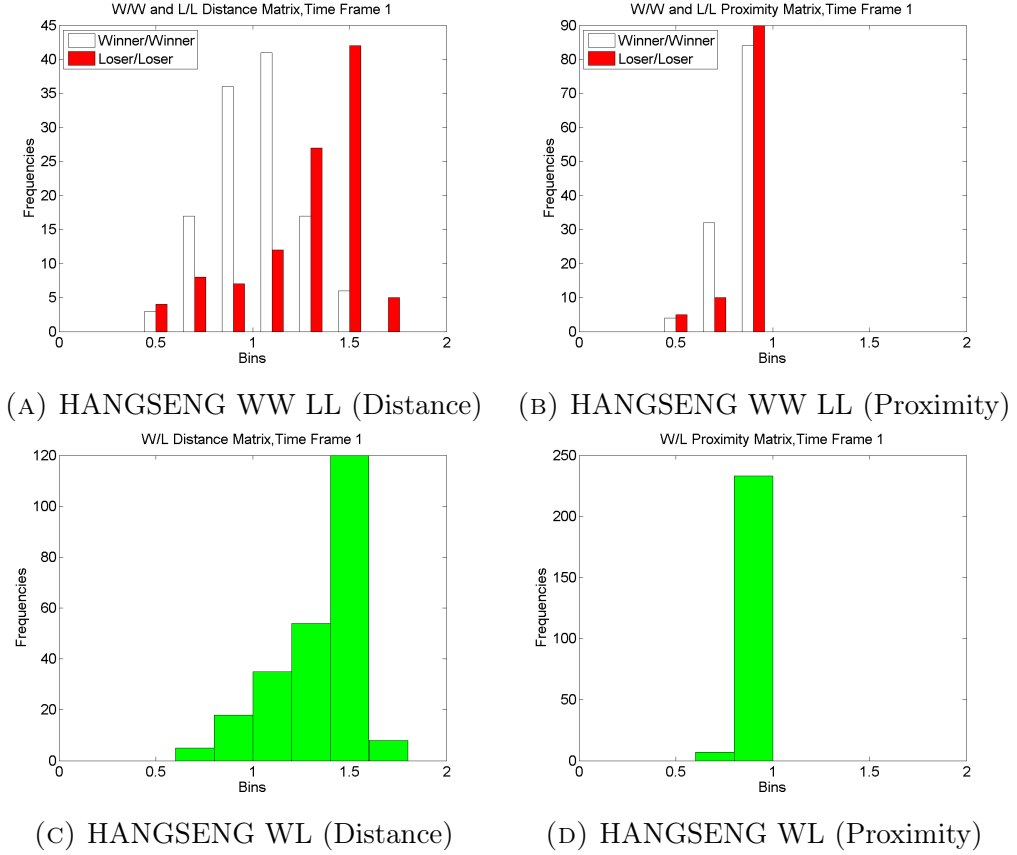 W/W and L/L Distance Matrix,Time Frame 1
45
40
35
30
25
20
15
10
5
0
Frequencies
Winner/Winner
Loser/Loser
0 0.5 1 1.5 2
Bins
(A) HANGSENG WW LL (Distance)
W/W and L/L Proximity Matrix,Time Frame 1
90
80
70
60
50
40
30
20
10
0
Frequencies
Winner/Winner
Loser/Loser
0 0.5 1 1.5 2
Bins
(B) HANGSENG WW LL (Proximity)
W/L Distance Matrix,Time Frame 1
120
100
80
60
40
20
0
Frequencies
0 0.5 1 1.5 2
Bins
(C) HANGSENG WL (Distance)
W/L Proximity Matrix,Time Frame 1
250
200
150
100
50
0
Frequencies
0 0.5 1 1.5 2
Bins
(D) HANGSENG WL (Proximity)